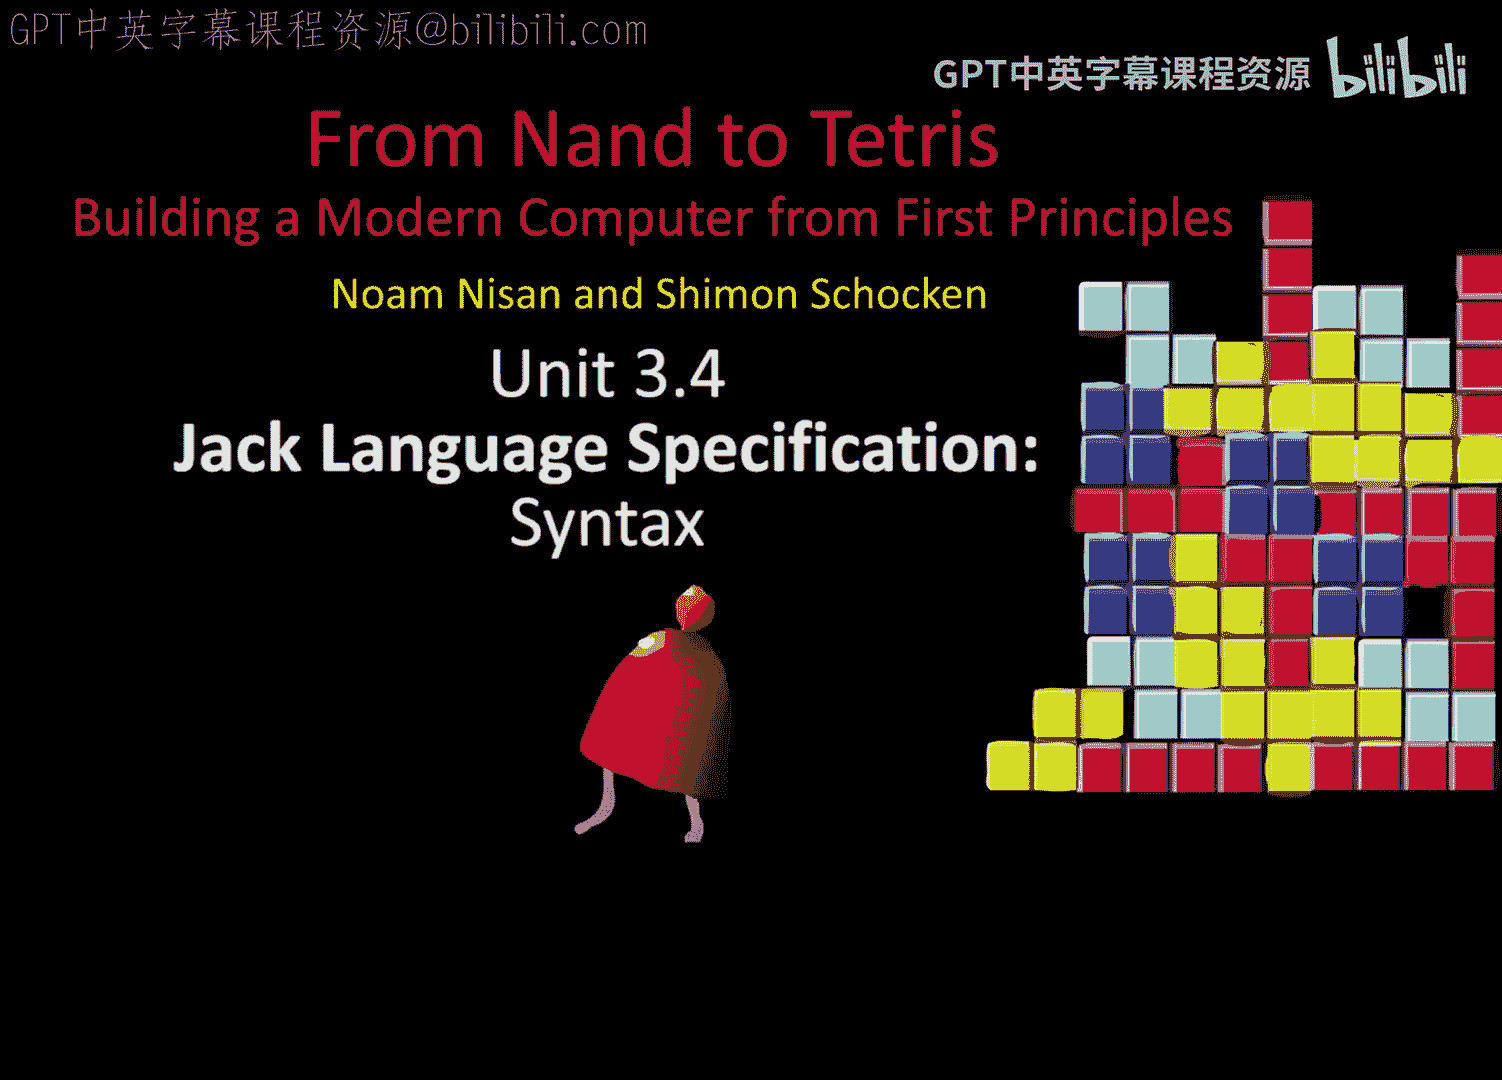 GPT中英字幕课程资源@bilibili.com
GPT中英字幕课程资源 bilibili
From Nand to Tetris
Building a Modern Computer from First Principles
Noam Nisan and Shimon Schocken
Unit 3.4
Jack Language Specification:
Syntax